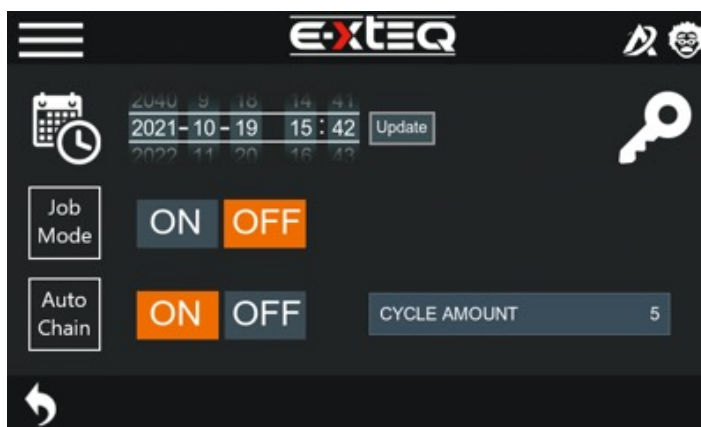 E-XTEQ
2040 9 18 14 41
2021-10-19 15:42 Update
2022 11 20 16 43
Job
Mode
ON OFF
Auto
Chain
ON OFF CYCLE AMOUNT 5